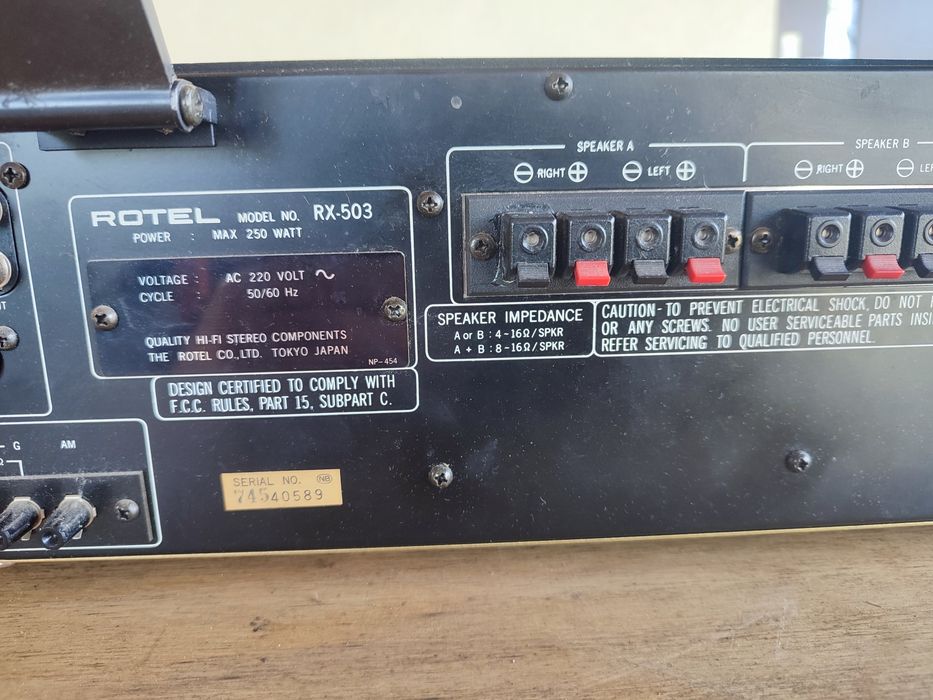 SPEAKER A
SPEAKER B
⊖ RIGHT ⊕ ⊖ LEFT ⊕
⊖ RIGHT ⊕ ⊖
ROTEL MODEL NO. RX-503
POWER : MAX 250 WATT
VOLTAGE : AC 220 VOLT ~
CYCLE : 50/60 Hz
QUALITY HI-FI STEREO COMPONENTS
THE ROTEL CO., LTD. TOKYO JAPAN
NP-454
DESIGN CERTIFIED TO COMPLY WITH
F.C.C. RULES, PART 15, SUBPART C.
SPEAKER IMPEDANCE
A or B : 4~16Ω/SPKR
A + B : 8-16Ω/SPKR
CAUTION- TO PREVENT ELECTRICAL SHOCK, DO NOT
OR ANY SCREWS. NO USER SERVICEABLE PARTS
REFER SERVICING TO QUALIFIED PERSONNEL.
G AM
SERIAL NO. NB
74540589